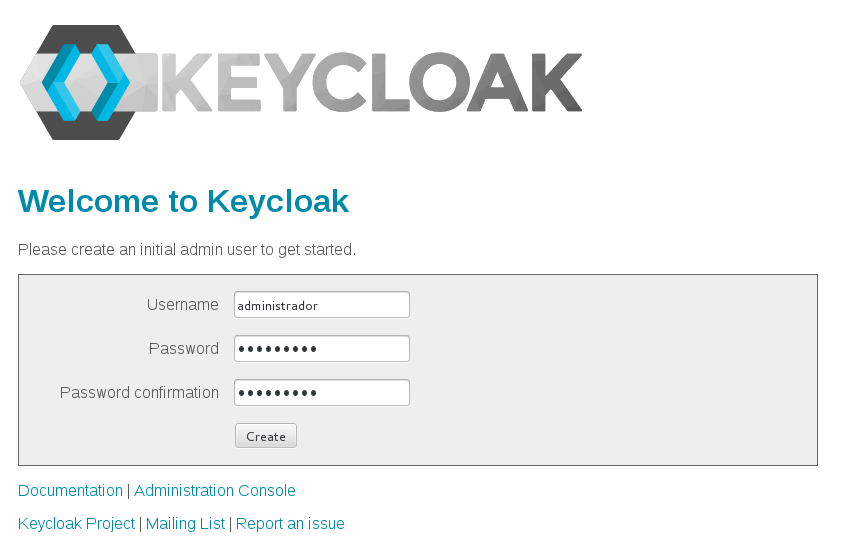 KEYCLOAK
Welcome to Keycloak
Please create an initial admin user to get started.
Username administrador
Password •••••••••
Password confirmation •••••••••
Create
Documentation | Administration Console
Keycloak Project | Mailing List | Report an issue